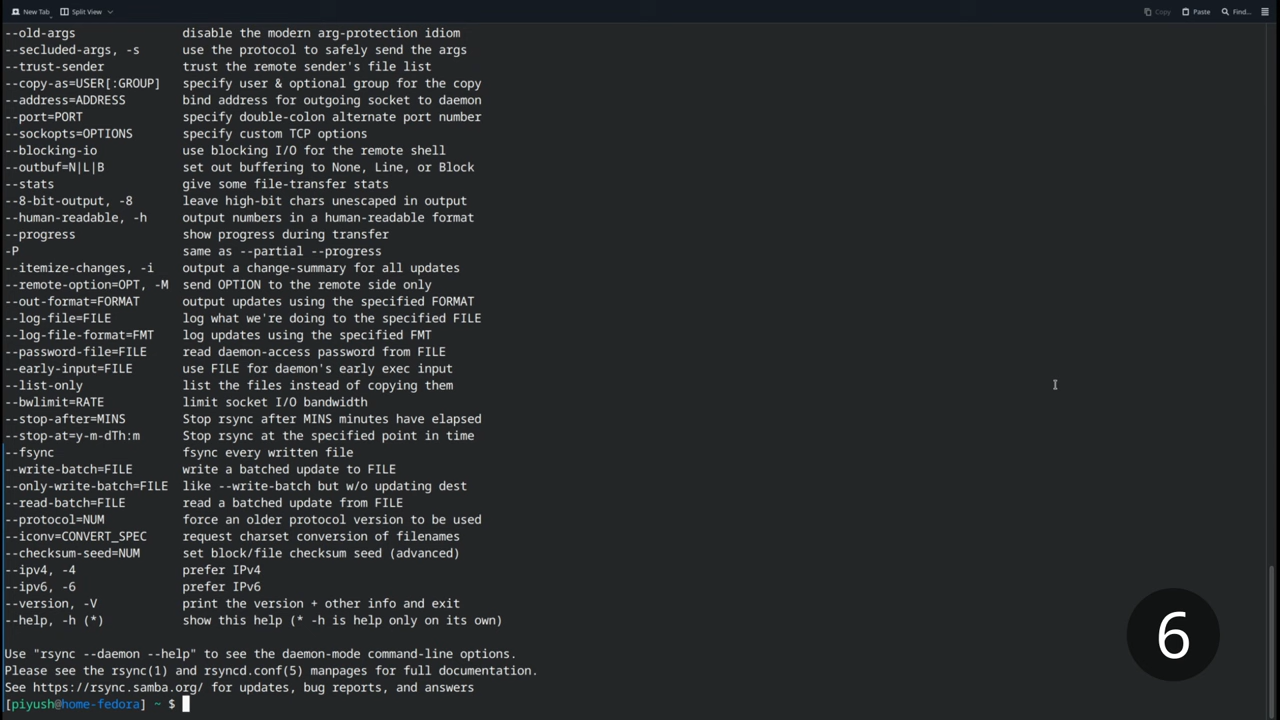 New Tab Split View Copy Paste Find...
--old-args disable the modern arg-protection idiom
--secluded-args, -s use the protocol to safely send the args
--trust-sender trust the remote sender's file list
--copy-as=USER[:GROUP] specify user & optional group for the copy
--address=ADDRESS bind address for outgoing socket to daemon
--port=PORT specify double-colon alternate port number
--sockopts=OPTIONS specify custom TCP options
--blocking-io use blocking I/O for the remote shell
--outbuf=N|L|B set out buffering to None, Line, or Block
--stats give some file-transfer stats
--8-bit-output, -8 leave high-bit chars unescaped in output
--human-readable, -h output numbers in a human-readable format
--progress show progress during transfer
-P same as --partial --progress
--itemize-changes, -i output a change-summary for all updates
--remote-option=OPT, -M send OPTION to the remote side only
--out-format=FORMAT output updates using the specified FORMAT
--log-file=FILE log what we're doing to the specified FILE
--log-file-format=FMT log updates using the specified FMT
--password-file=FILE read daemon-access password from FILE
--early-input=FILE use FILE for daemon's early exec input
--list-only list the files instead of copying them
--bwlimit=RATE limit socket I/O bandwidth
--stop-after=MINS Stop rsync after MINS minutes have elapsed
--stop-at=y-m-dTh:m Stop rsync at the specified point in time
--fsync fsync every written file
--write-batch=FILE write a batched update to FILE
--only-write-batch=FILE like --write-batch but w/o updating dest
--read-batch=FILE read a batched update from FILE
--protocol=NUM force an older protocol version to be used
--iconv=CONVERT_SPEC request charset conversion of filenames
--checksum-seed=NUM set block/file checksum seed (advanced)
--ipv4, -4 prefer IPv4
--ipv6, -6 prefer IPv6
--version, -V print the version + other info and exit
--help, -h (*) show this help (* -h is help only on its own)
Use "rsync --daemon --help" to see the daemon-mode command-line options.
Please see the rsync(1) and rsyncd.conf(5) manpages for full documentation.
See https://rsync.samba.org/ for updates, bug reports, and answers
[piyush@home-fedora] ~ $
6